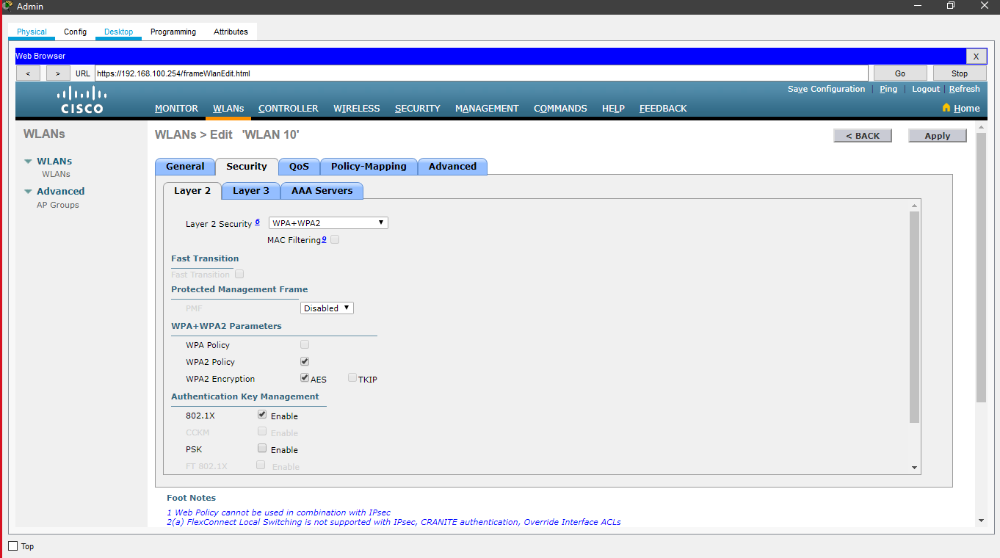 Admin
Physical Config Desktop Programming Attributes
Web Browser X
< > URL https://192.168.100.254/frameWlanEdit.html Go Stop
Save Configuration | Ping | Logout | Refresh
CISCO MONITOR WLANs CONTROLLER WIRELESS SECURITY MANAGEMENT COMMANDS HELP FEEDBACK Home
WLANs
WLANs
WLANs
Advanced
AP Groups
WLANs > Edit 'WLAN 10' < BACK Apply
General Security QoS Policy-Mapping Advanced
Layer 2 Layer 3 AAA Servers
Layer 2 Security 6 WPA+WPA2
MAC Filtering9
Fast Transition
Fast Transition
Protected Management Frame
PMF Disabled
WPA+WPA2 Parameters
WPA Policy
WPA2 Policy
WPA2 Encryption AES TKIP
Authentication Key Management
802.1X Enable
CCKM Enable
PSK Enable
FT 802.1X Enable
Foot Notes
1 Web Policy cannot be used in combination with IPsec
2(a) FlexConnect Local Switching is not supported with IPsec, CRANITE authentication, Override Interface ACLs
Top